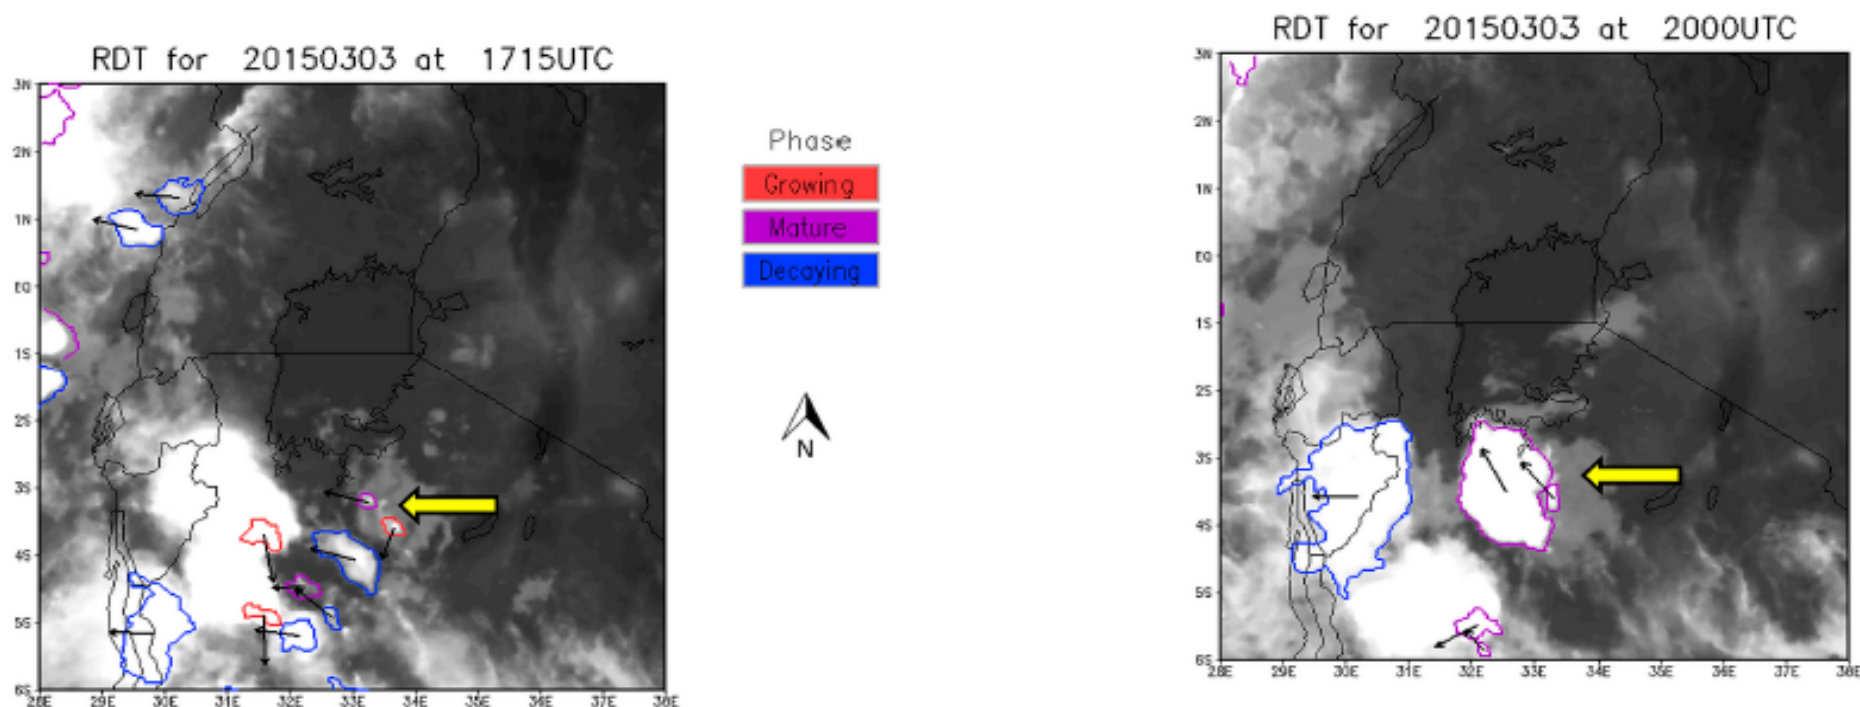 RDT for 20150303 at 1715UTC
3N
2N
1N
EQ
1S
2S
3S
4S
5S
6S
28E 29E 30E 31E 32E 33E 34E 35E 36E 37E 38E
Phase
Growing
Mature
Decaying
N
RDT for 20150303 at 2000UTC
3N
2N
1N
EQ
1S
2S
3S
4S
5S
6S
28E 29E 30E 31E 32E 33E 34E 35E 36E 37E 38E